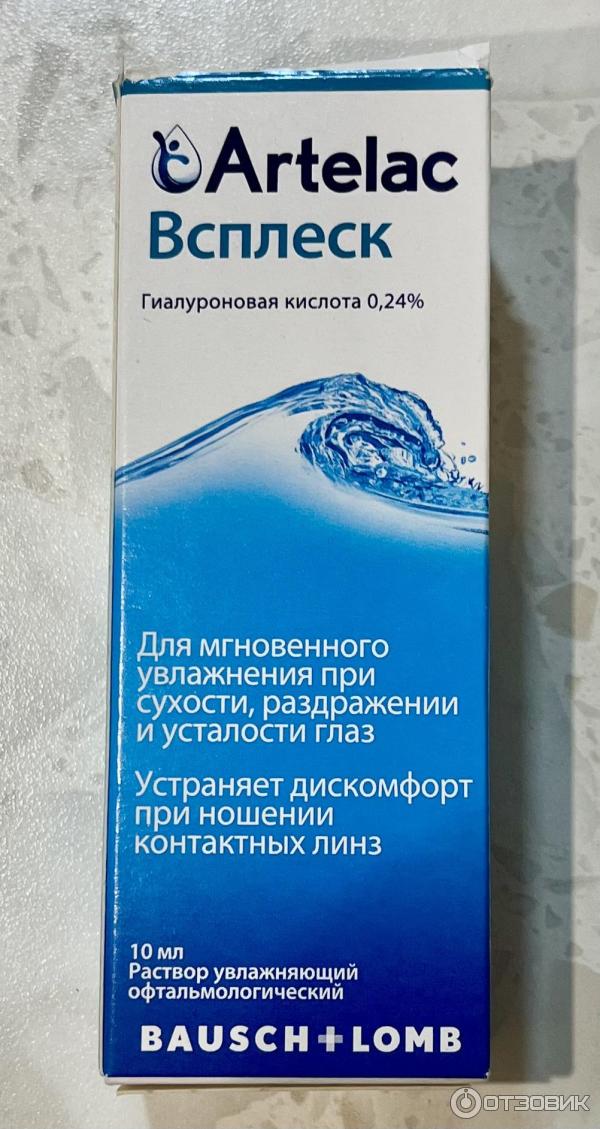 Artelac
Всплеск
Гиалуроновая кислота 0,24%
Для мгновенного
увлажнения при
сухости, раздражении
и усталости глаз
Устраняет дискомфорт
при ношении
контактных линз
10 мл
Раствор увлажняющий
офтальмологический
BAUSCH + LOMB
ОТЗОВИК